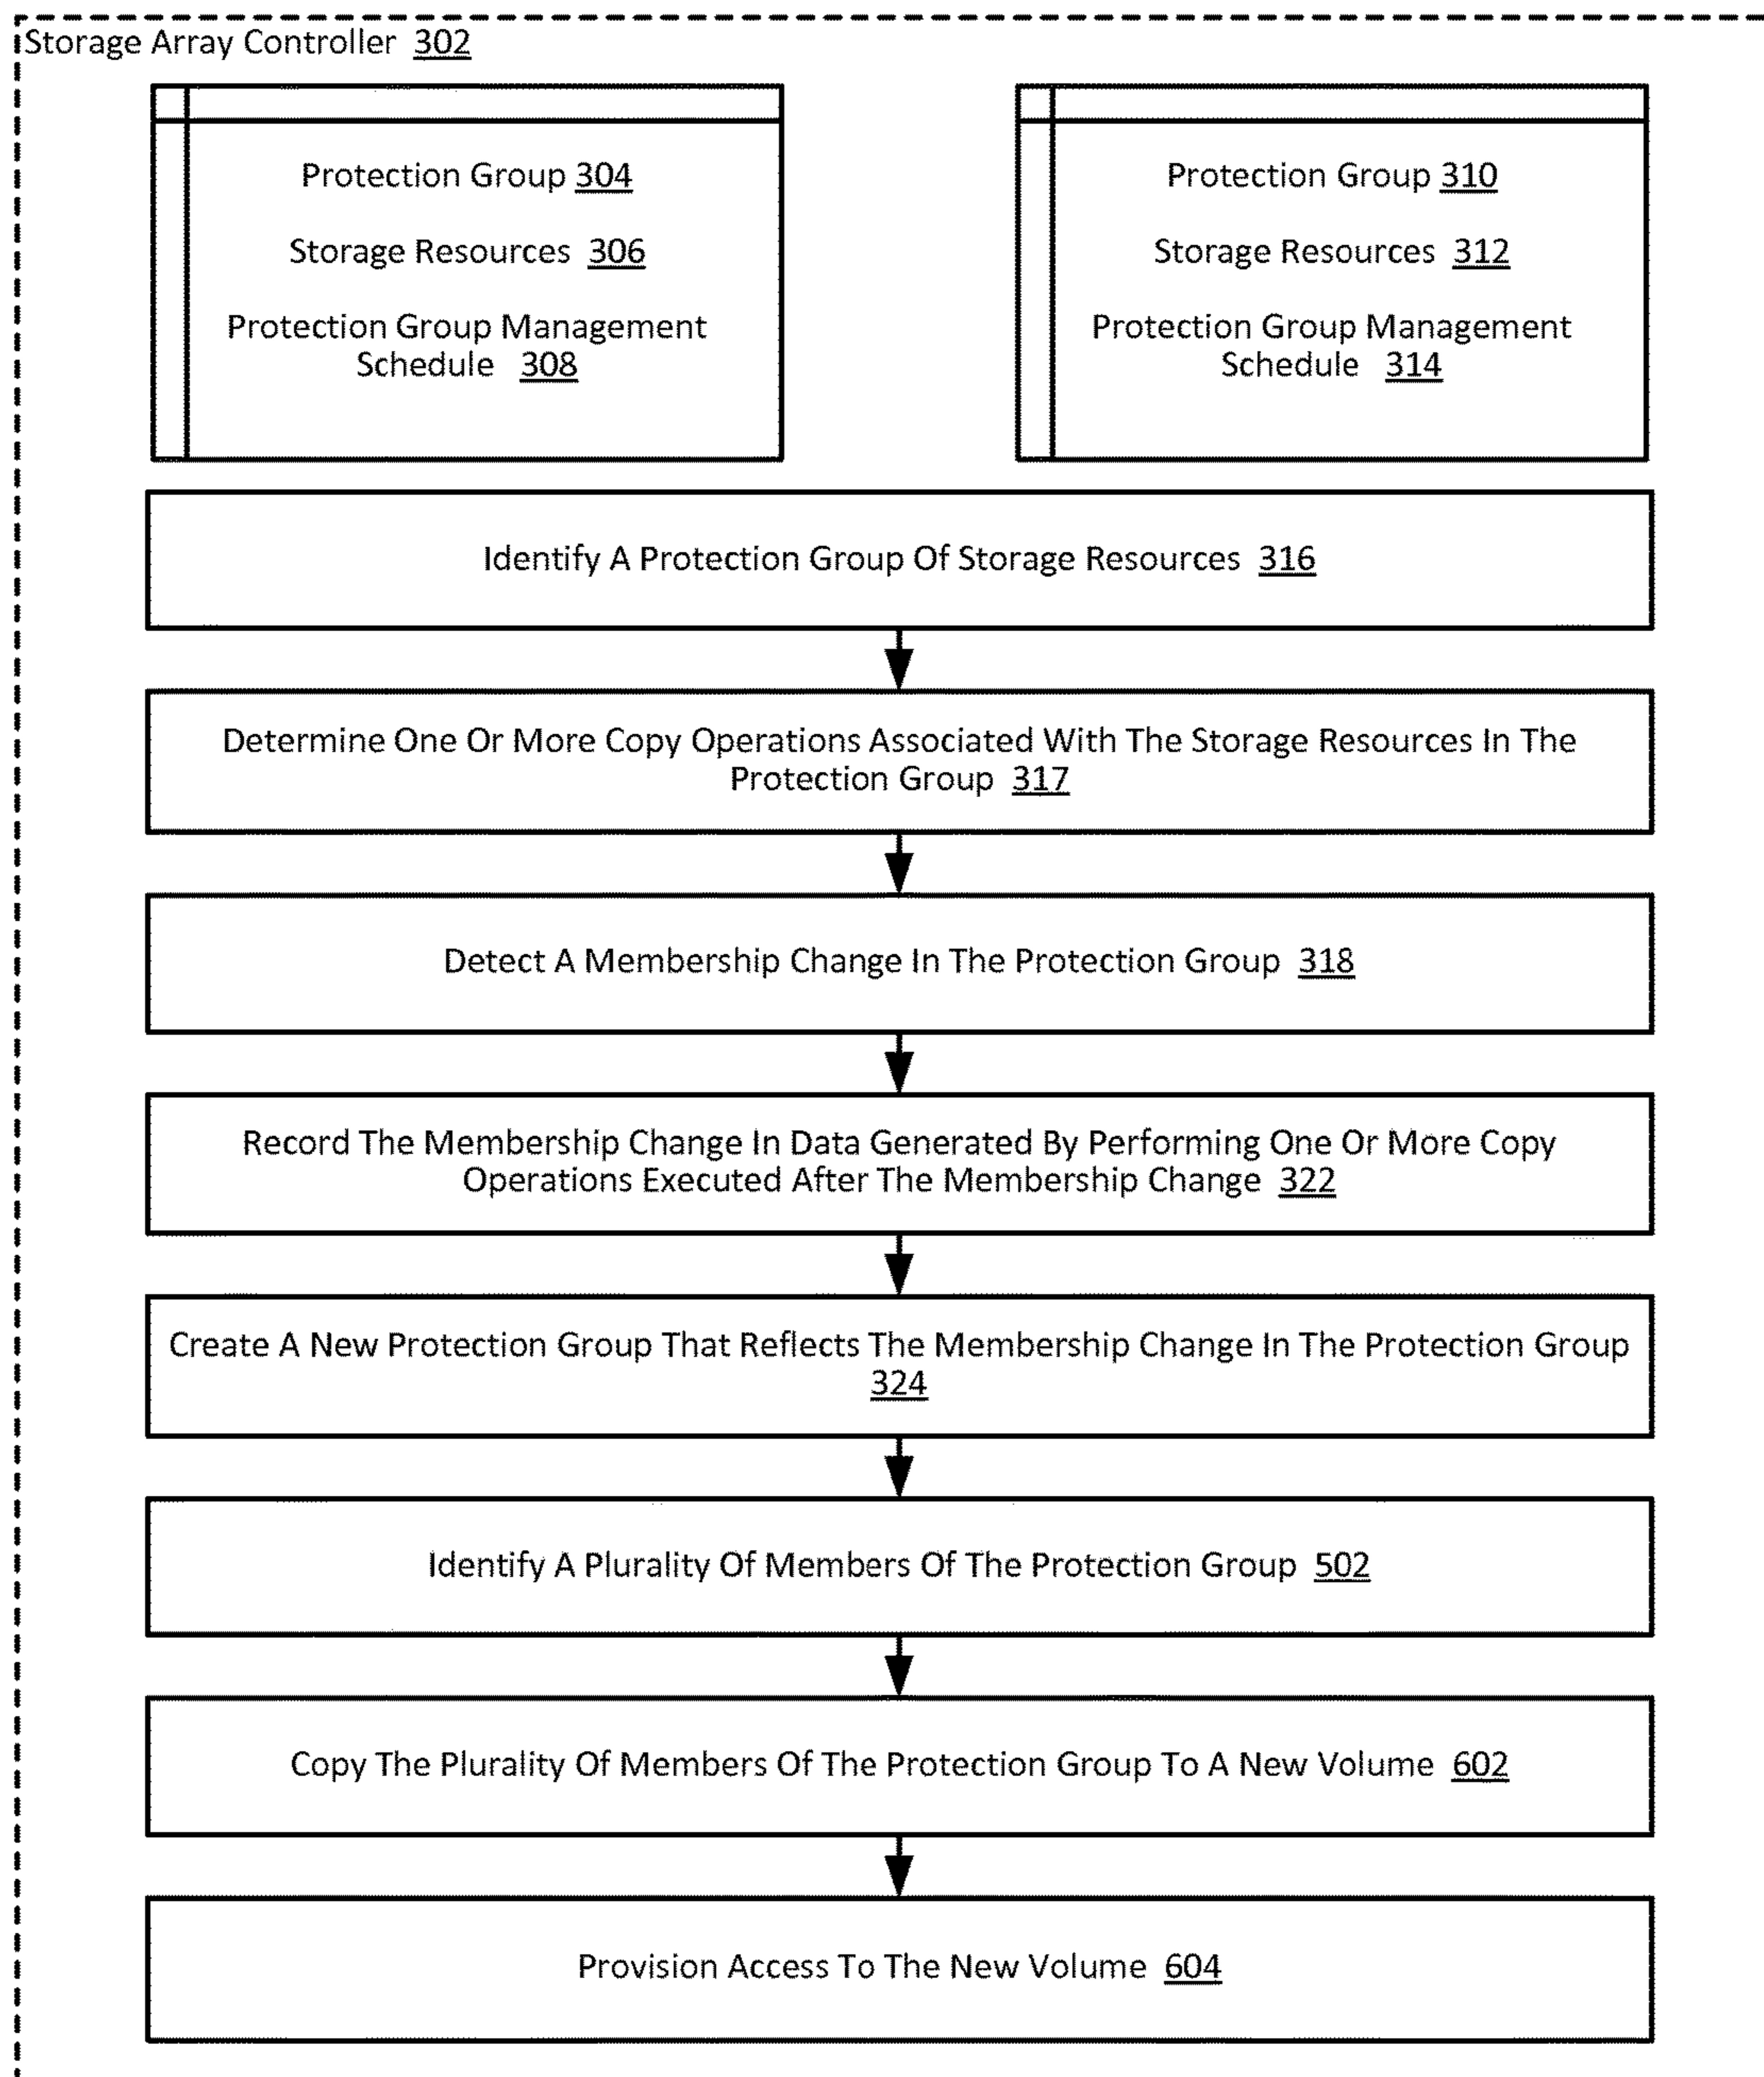 Storage Array Controller 302
Protection Group 304
Storage Resources 306
Protection Group Management
Schedule 308
Protection Group 310
Storage Resources 312
Protection Group Management
Schedule 314
Identify A Protection Group Of Storage Resources 316
Determine One Or More Copy Operations Associated With The Storage Resources In The
Protection Group 317
Detect A Membership Change In The Protection Group 318
Record The Membership Change In Data Generated By Performing One Or More Copy
Operations Executed After The Membership Change 322
Create A New Protection Group That Reflects The Membership Change In The Protection Group
324
Identify A Plurality Of Members Of The Protection Group 502
Copy The Plurality Of Members Of The Protection Group To A New Volume 602
Provision Access To The New Volume 604